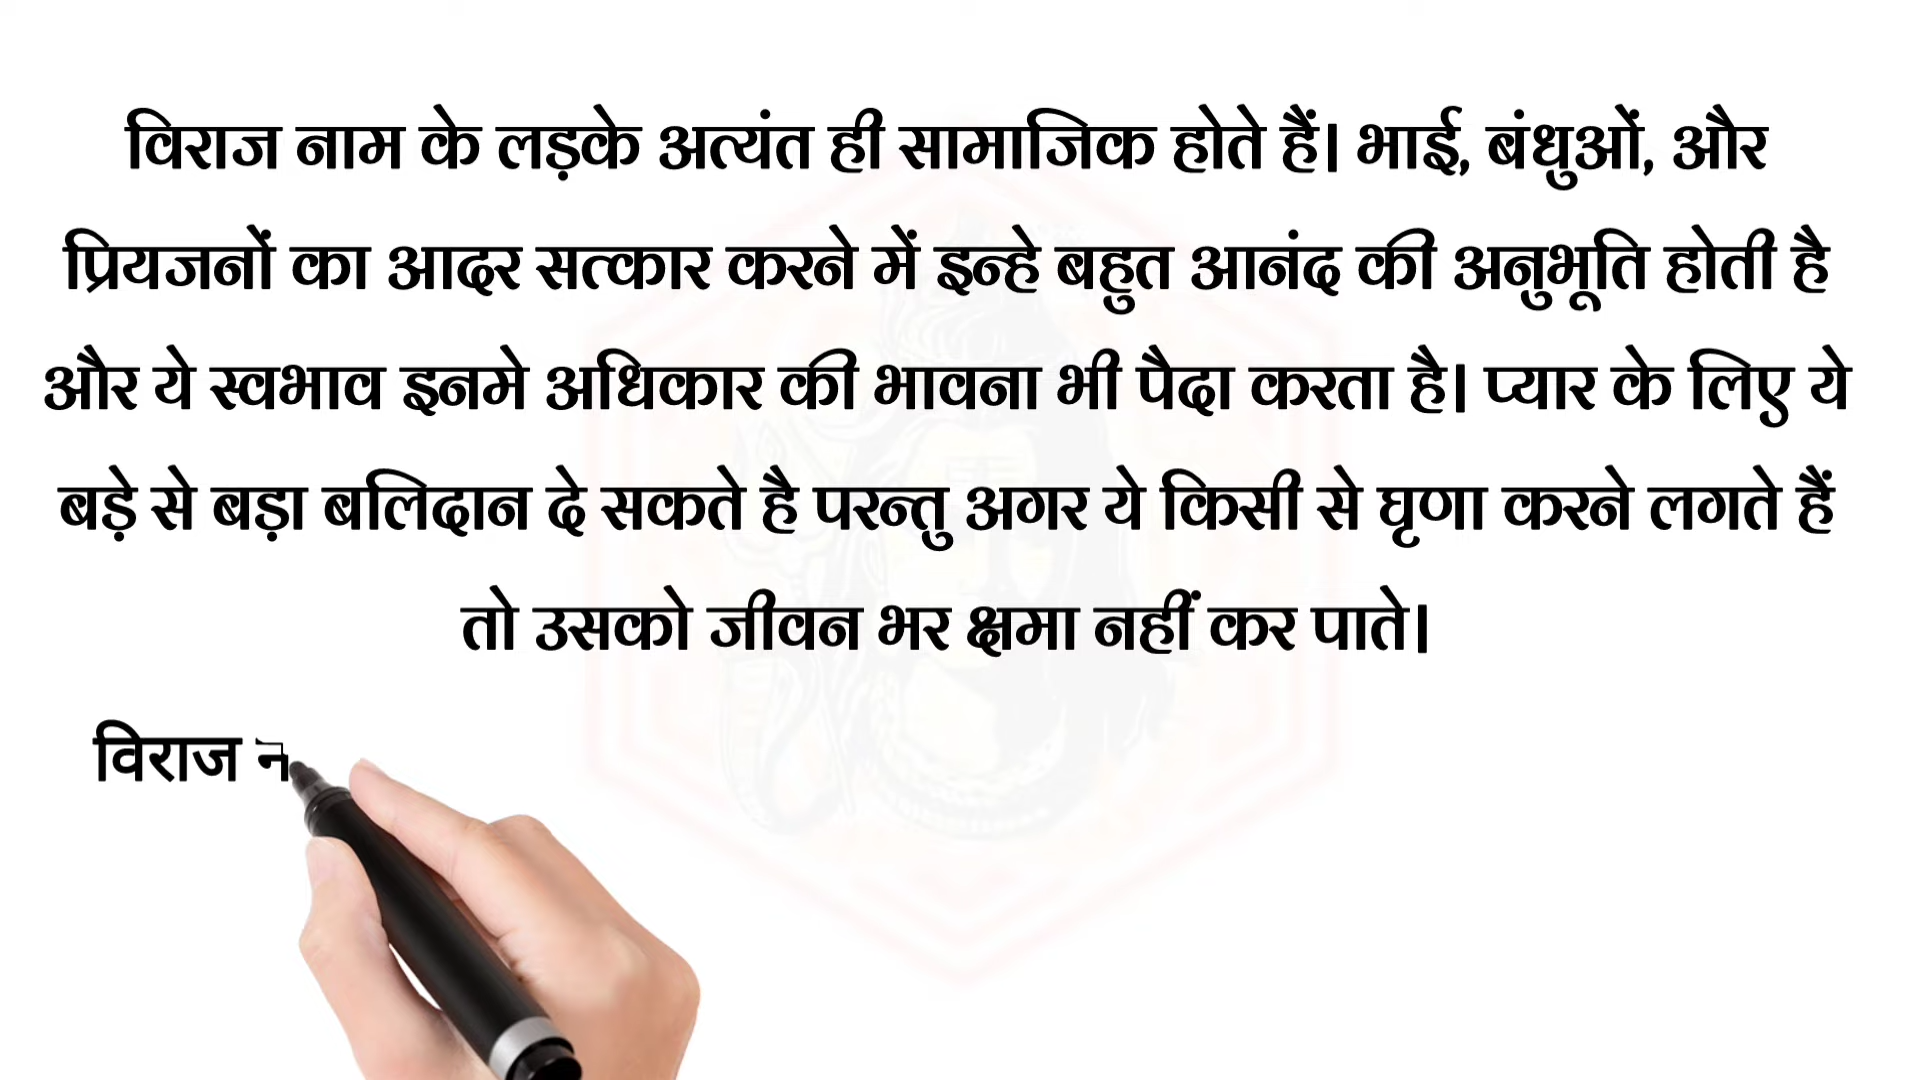 विराज नाम के लड़के अत्यंत ही सामाजिक होते हैं। भाई, बंधुओं, और
प्रियजनों का आदर सत्कार करने में इन्हे बहुत आनंद की अनुभूति होती है
और ये स्वभाव इनमे अधिकार की भावना भी पैदा करता है। प्यार के लिए ये
बड़े से बड़ा बलिदान दे सकते है परन्तु अगर ये किसी से घृणा करने लगते हैं
तो उसको जीवन भर क्षमा नहीं कर पाते।
विराज